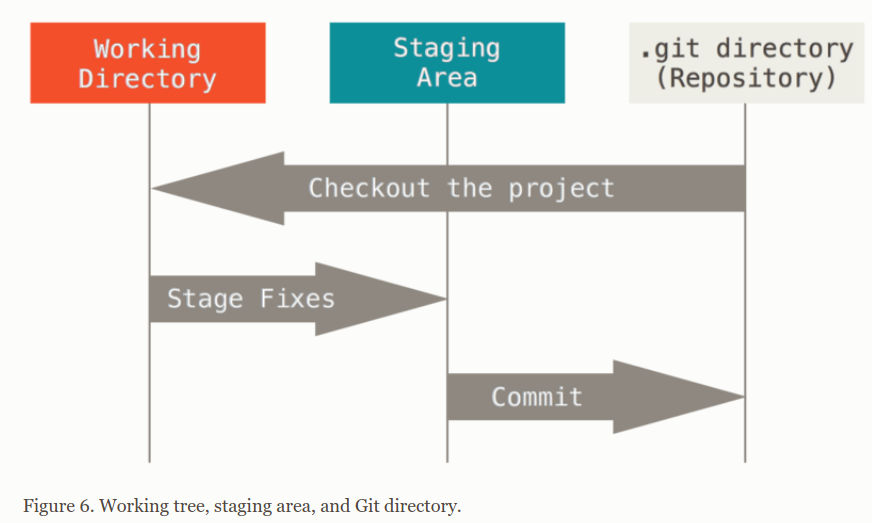 Working
Directory
Staging
Area
.git directory
(Repository)
Checkout the project
Stage Fixes
Commit
Figure 6. Working tree, staging area, and Git directory.